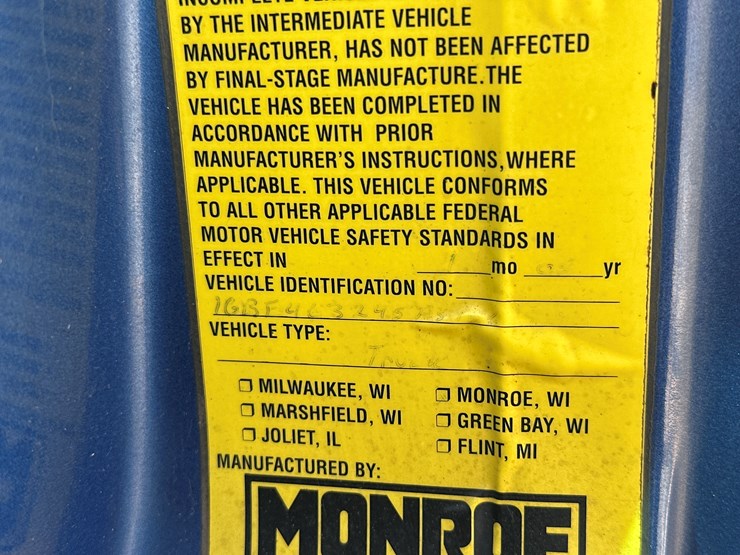 BY THE INTERMEDIATE VEHICLE
MANUFACTURER, HAS NOT BEEN AFFECTED
BY FINAL-STAGE MANUFACTURE.THE
VEHICLE HAS BEEN COMPLETED IN
ACCORDANCE WITH PRIOR
MANUFACTURER'S INSTRUCTIONS,WHERE
APPLICABLE. THIS VEHICLE CONFORMS
TO ALL OTHER APPLICABLE FEDERAL
MOTOR VEHICLE SAFETY STANDARDS IN
EFFECT IN mo yr
VEHICLE IDENTIFICATION NO:
VEHICLE TYPE:
Truck
MILWAUKEE, WI MONROE, WI
MARSHFIELD, WI GREEN BAY, WI
JOLIET, IL FLINT, MI
MANUFACTURED BY:
MONROE